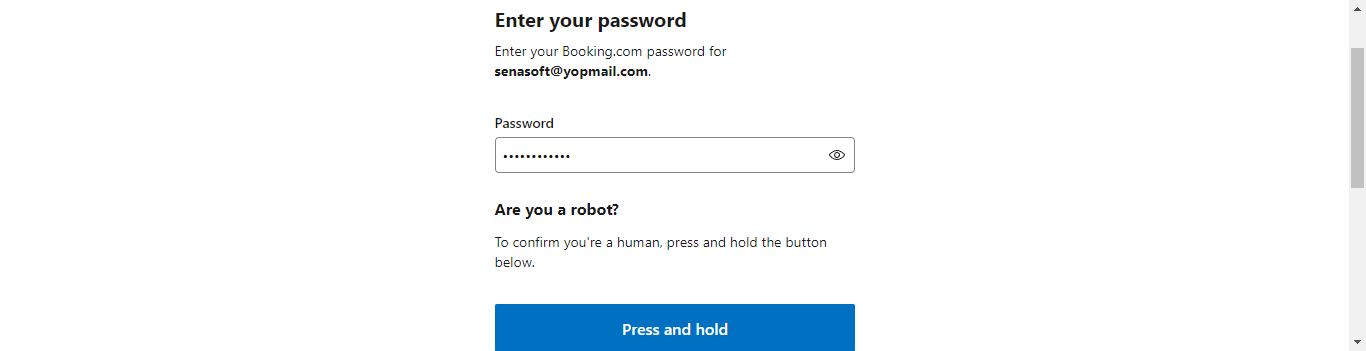 Enter your password
Enter your Booking.com password for
senasoft@yopmail.com.
Password
••••••••••••
Are you a robot?
To confirm you're a human, press and hold the button
below.
Press and hold